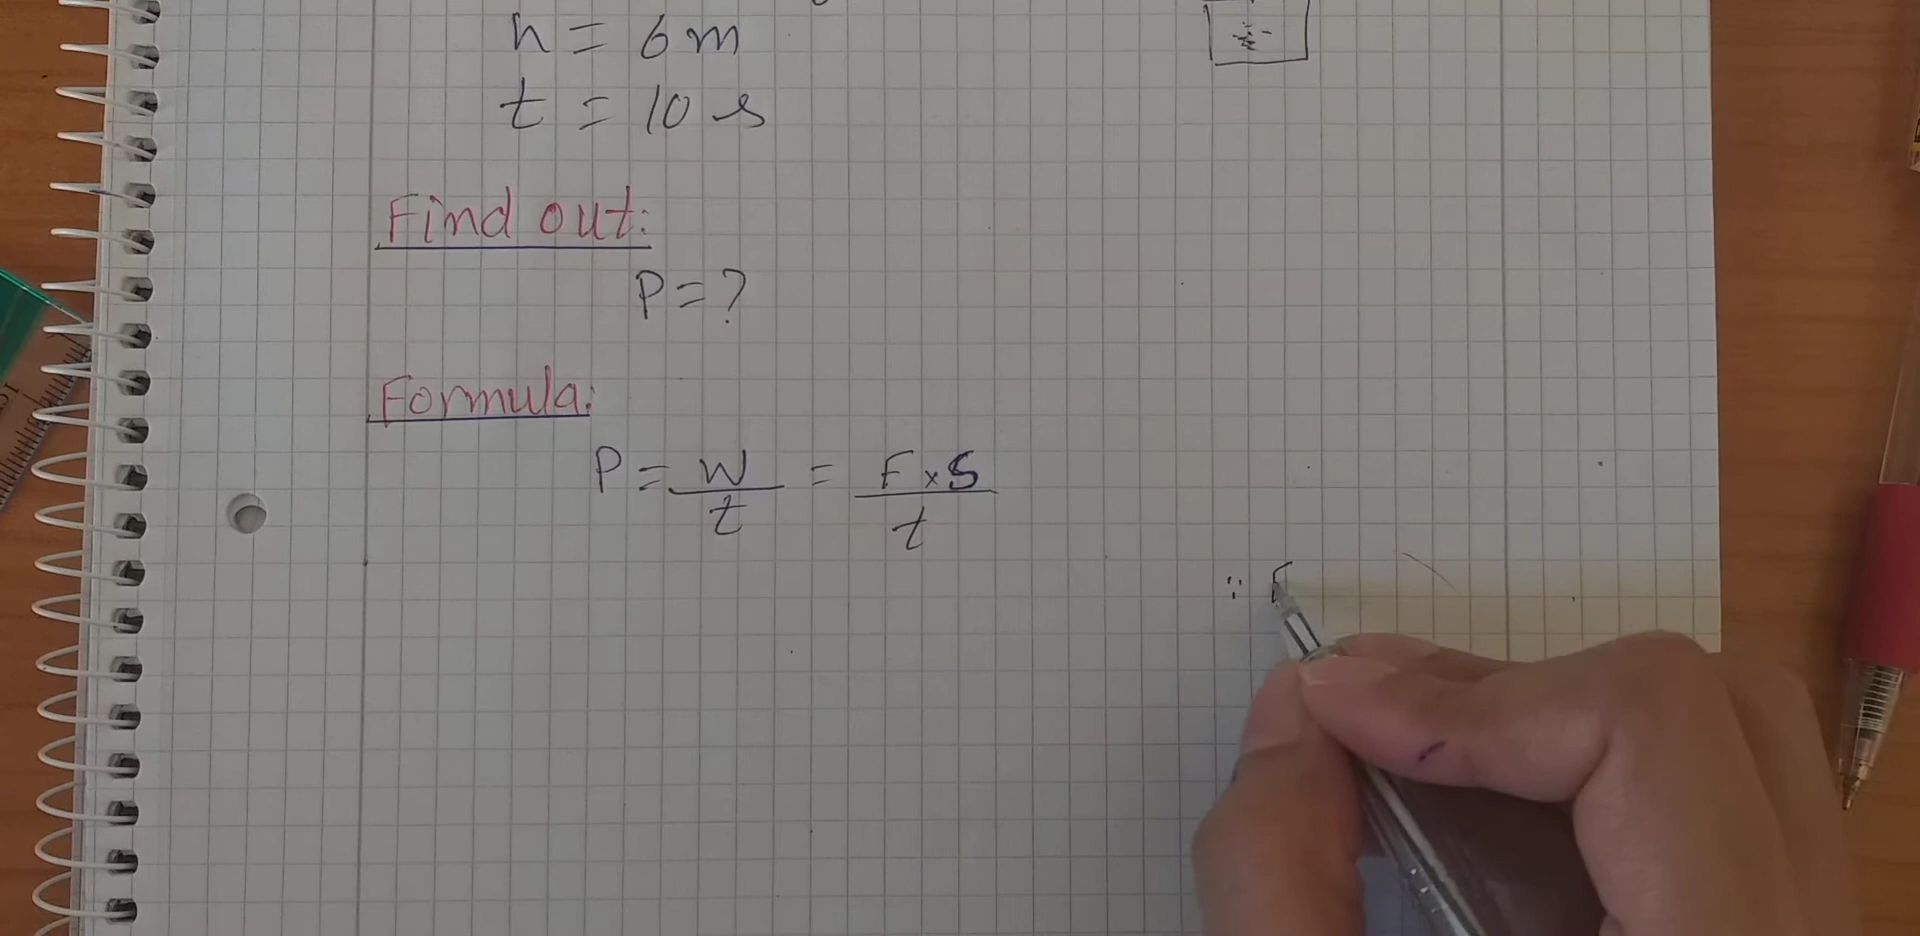 h = 6 m
t = 10 s
Find out:
P = ?
Formula:
P = W/t = F x S/t
∵ F